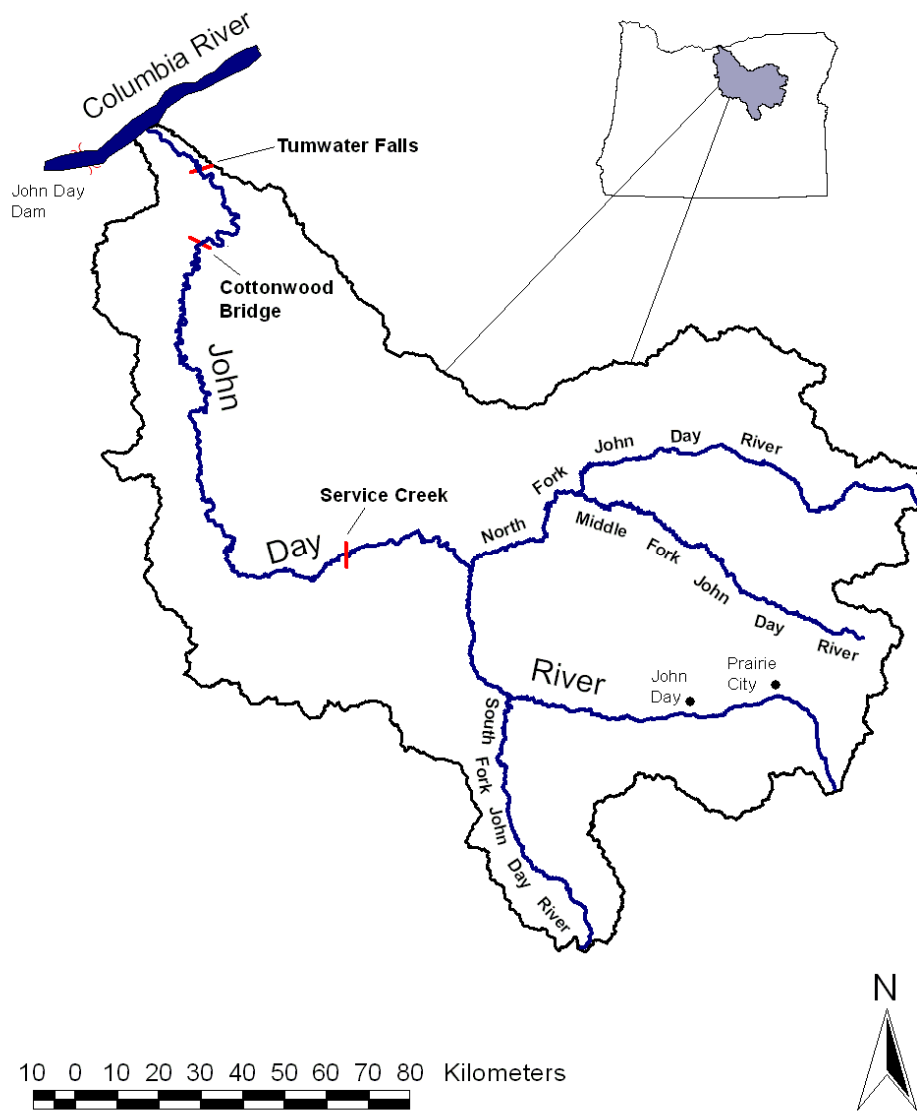 Columbia River
Tumwater Falls
John Day
Dam
Cottonwood
Bridge
John
Day
River
Service Creek
North Fork John Day River
Middle Fork John Day River
John
Day
Prairie
City
South Fork John Day River
N
10 0 10 20 30 40 50 60 70 80 Kilometers